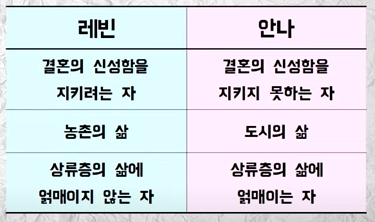 레빈 안나
결혼의 신성함을 결혼의 신성함을
지키려는 자 지키지 못하는 자
농촌의 삶 도시의 삶
상류층의 삶에 상류층의 삶에
얽매이지 않는 자 얽매이는 자